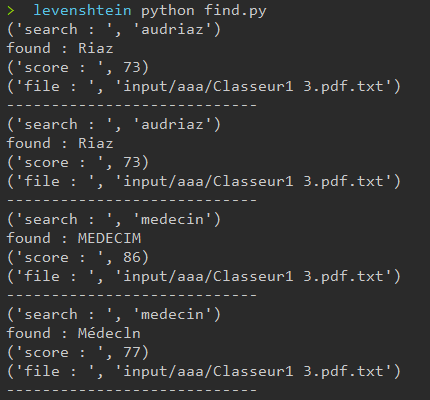 >  levenshtein python find.py
('search : ', 'audriaz')
found : Riaz
('score : ', 73)
('file : ', 'input/aaa/Classeur1 3.pdf.txt')
----------------------------
('search : ', 'audriaz')
found : Riaz
('score : ', 73)
('file : ', 'input/aaa/Classeur1 3.pdf.txt')
----------------------------
('search : ', 'medecin')
found : MEDECIM
('score : ', 86)
('file : ', 'input/aaa/Classeur1 3.pdf.txt')
----------------------------
('search : ', 'medecin')
found : Médecln
('score : ', 77)
('file : ', 'input/aaa/Classeur1 3.pdf.txt')
----------------------------